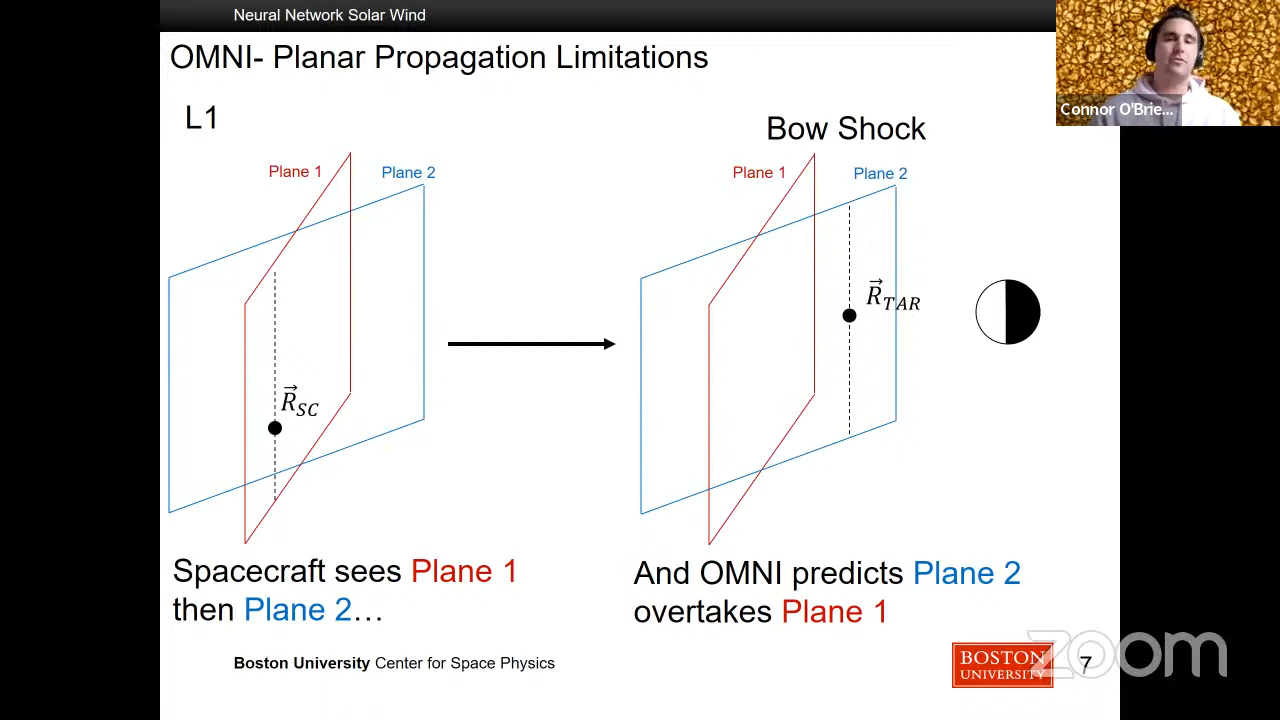 Neural Network Solar Wind
OMNI- Planar Propagation Limitations
Connor O'Brie...
L1
Bow Shock
Plane 1
Plane 2
Plane 1
Plane 2
R⃗SC
R⃗TAR
Spacecraft sees Plane 1
then Plane 2…
And OMNI predicts Plane 2
overtakes Plane 1
Boston University Center for Space Physics
BOSTON
UNIVERSITY
7
zoom